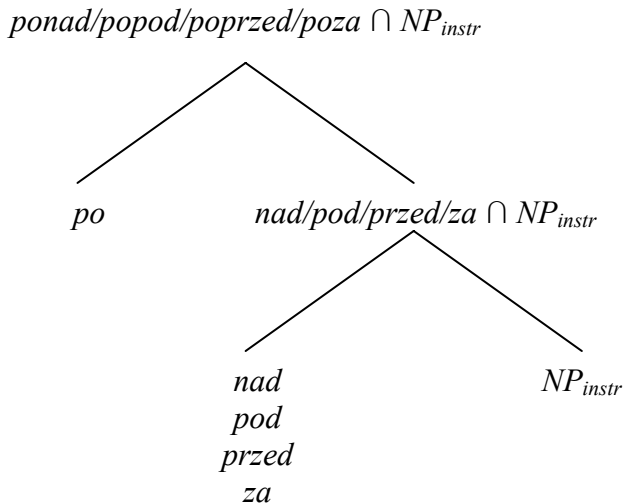 ponad/popod/poprzed/poza ∩ NPinstr
po
nad/pod/przed/za ∩ NPinstr
nad
pod
przed
za
NPinstr